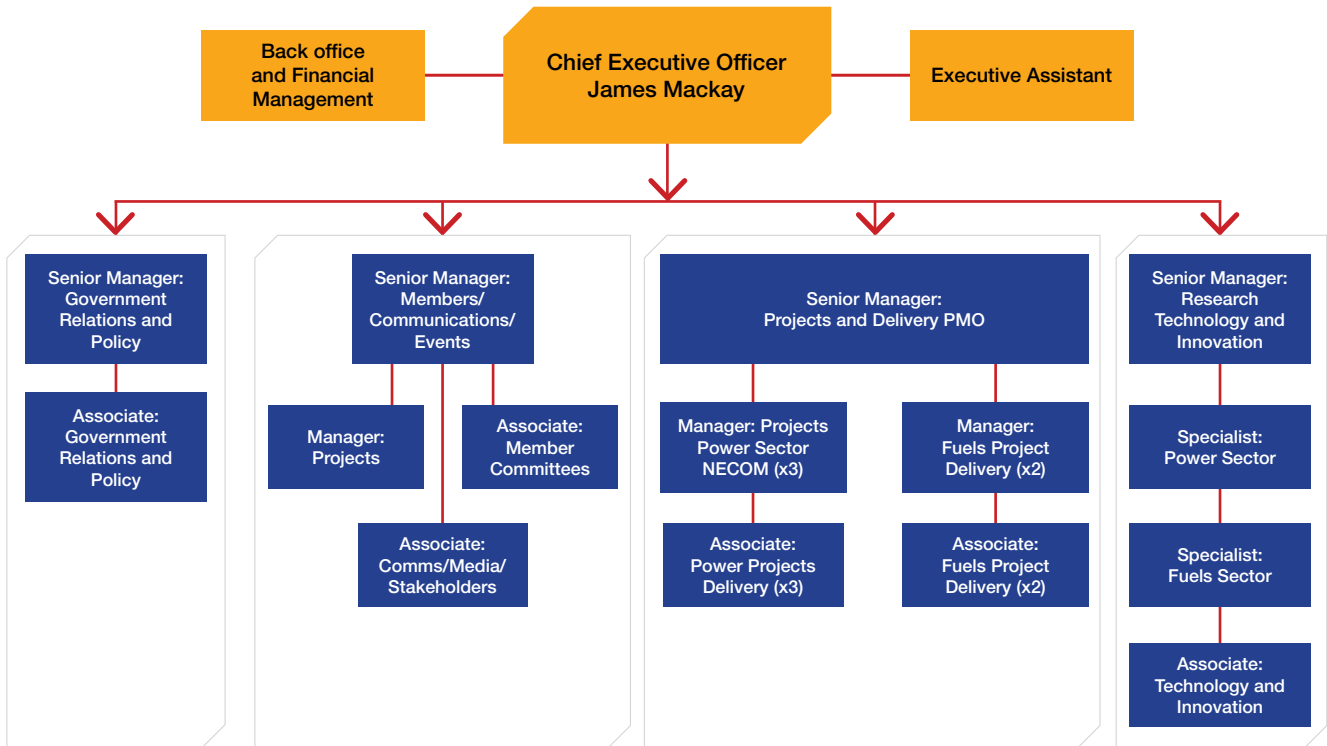 Back office
and Financial
Management
Chief Executive Officer
James Mackay
Executive Assistant
Senior Manager:
Government
Relations and
Policy
Associate:
Government
Relations and
Policy
Senior Manager:
Members/
Communications/
Events
Manager:
Projects
Associate:
Member
Committees
Associate:
Comms/Media/
Stakeholders
Senior Manager:
Projects and Delivery PMO
Manager: Projects
Power Sector
NECOM (x3)
Manager:
Fuels Project
Delivery (x2)
Associate:
Power Projects
Delivery (x3)
Associate:
Fuels Project
Delivery (x2)
Senior Manager:
Research
Technology and
Innovation
Specialist:
Power Sector
Specialist:
Fuels Sector
Associate:
Technology and
Innovation